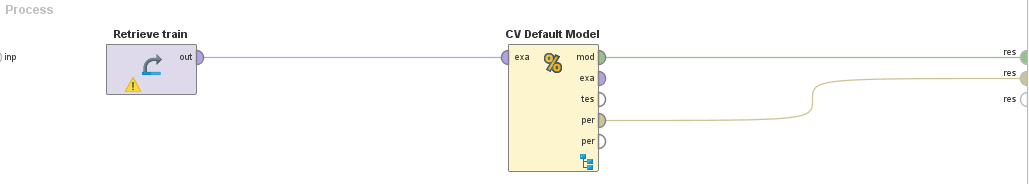 Process
Retrieve train
CV Default Model
inp
out
exa
%
mod
res
exa
res
tes
res
per
per